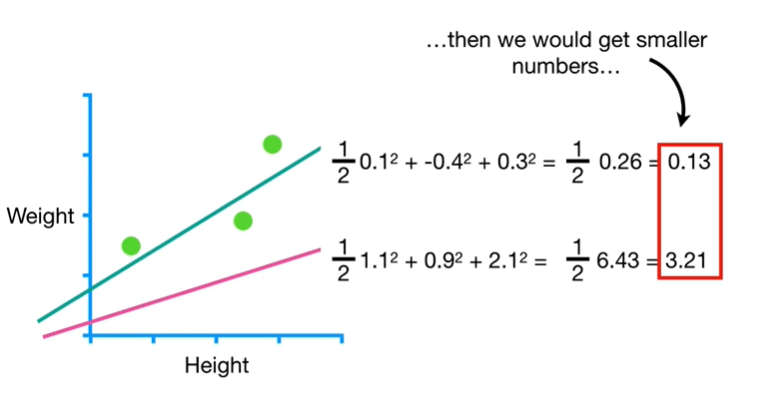 …then we would get smaller
numbers…
½ 0.1² + -0.4² + 0.3² = ½ 0.26 = 0.13
Weight
½ 1.1² + 0.9² + 2.1² = ½ 6.43 = 3.21
Height